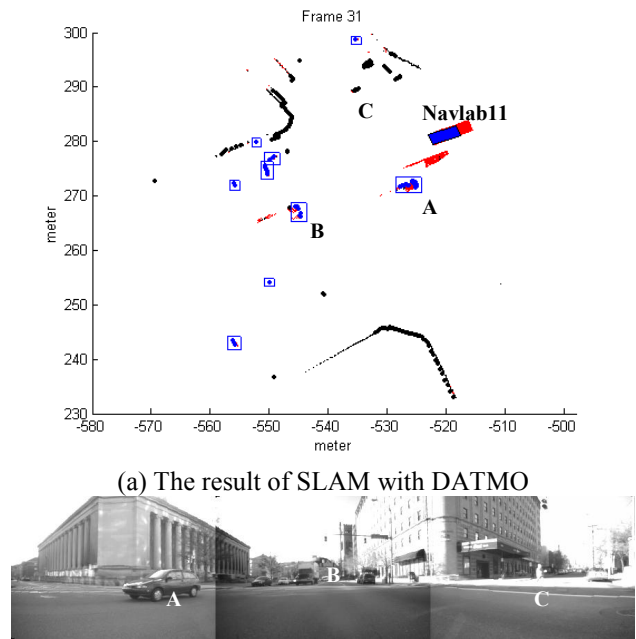 Frame 31
300
290
280
270
260
250
240
230
-580
-570
-560
-550
-540
-530
-520
-510
-500
meter
meter
C
Navlab11
A
B
(a) The result of SLAM with DATMO
A
B
C